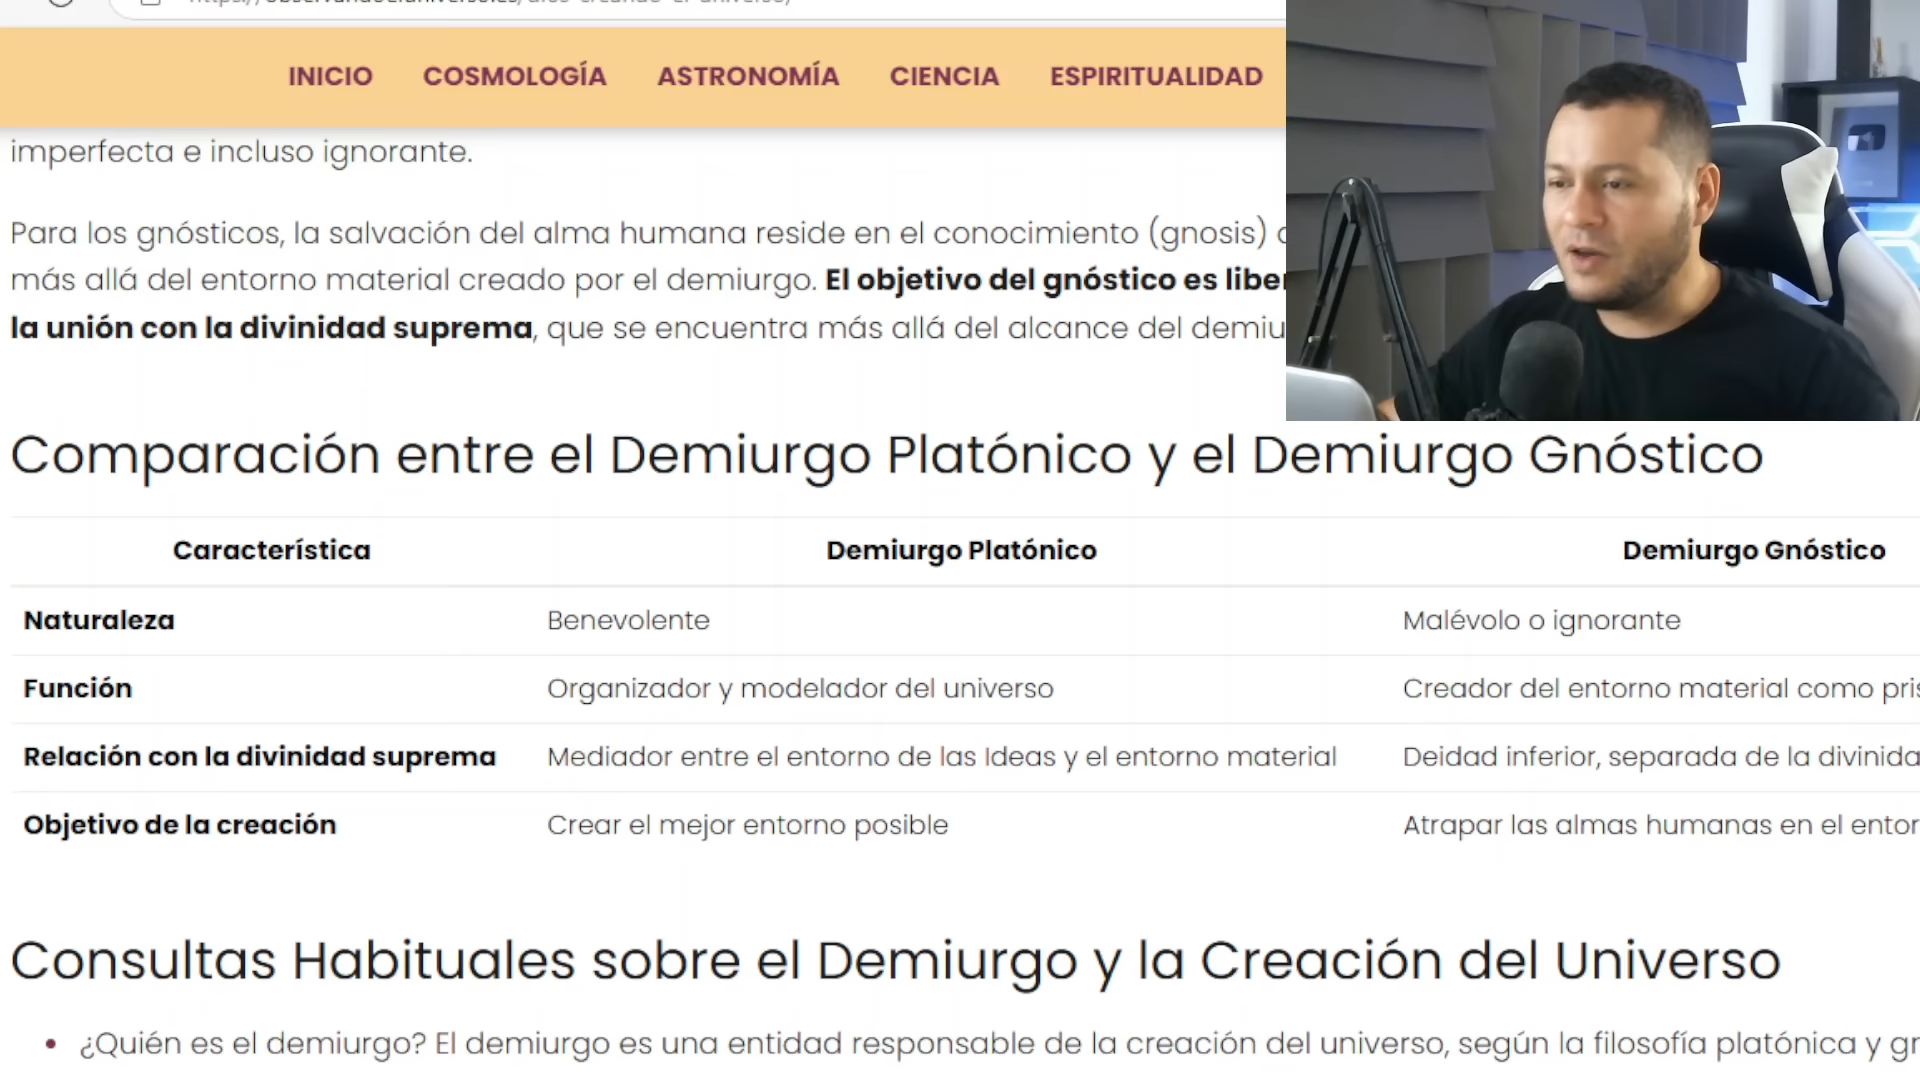 INICIO COSMOLOGÍA ASTRONOMÍA CIENCIA ESPIRITUALIDAD
imperfecta e incluso ignorante.
Para los gnósticos, la salvación del alma humana reside en el conocimiento (gnosis)
más allá del entorno material creado por el demiurgo. El objetivo del gnóstico es
la unión con la divinidad suprema, que se encuentra más allá del alcance del
Comparación entre el Demiurgo Platónico y el Demiurgo Gnóstico
Característica Demiurgo Platónico Demiurgo Gnóstico
Naturaleza Benevolente Malévolo o ignorante
Función Organizador y modelador del universo Creador del entorno material como
Relación con la divinidad suprema Mediador entre el entorno de las Ideas y el entorno material Deidad inferior, separada de la
Objetivo de la creación Crear el mejor entorno posible Atrapar las almas humanas en el
Consultas Habituales sobre el Demiurgo y la Creación del Universo
• ¿Quién es el demiurgo? El demiurgo es una entidad responsable de la creación del universo, según la filosofía platónica y